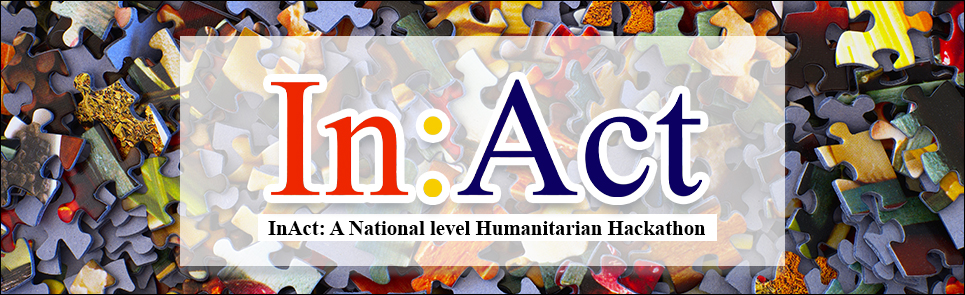 In:Act
InAct: A National level Humanitarian Hackathon